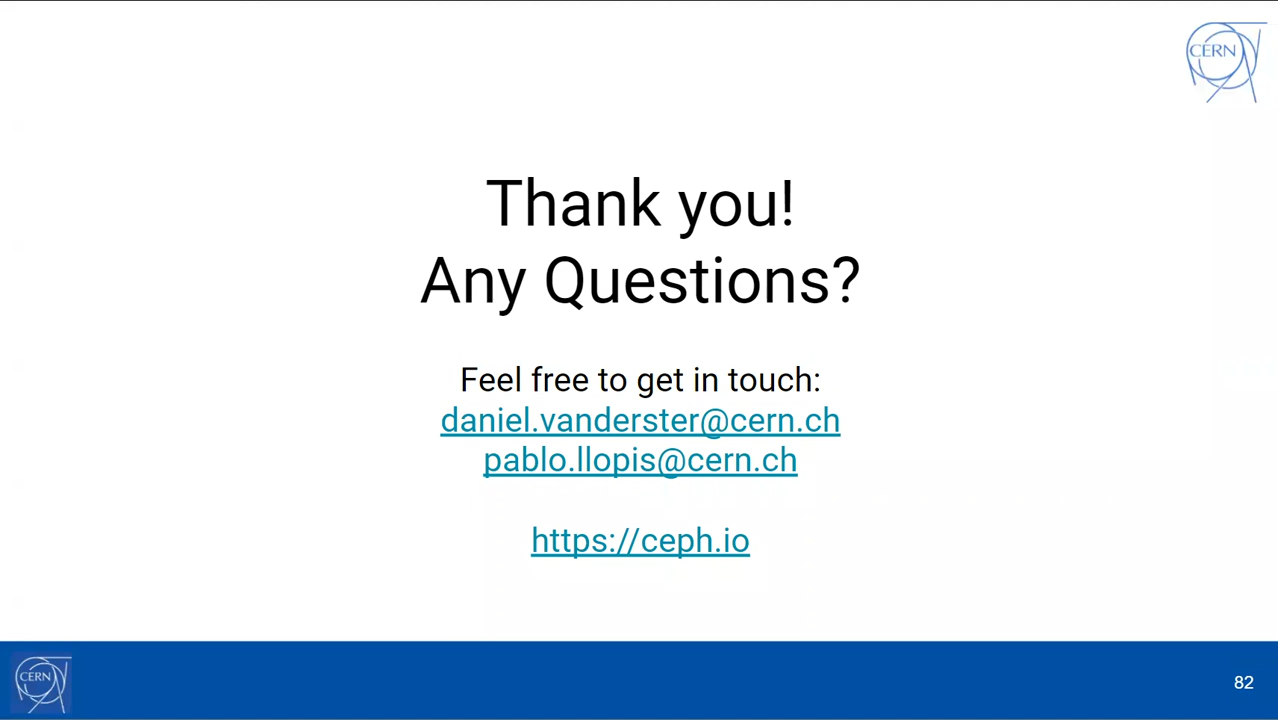 CERN
Thank you!
Any Questions?
Feel free to get in touch:
daniel.vanderster@cern.ch
pablo.llopis@cern.ch
https://ceph.io
CERN
82